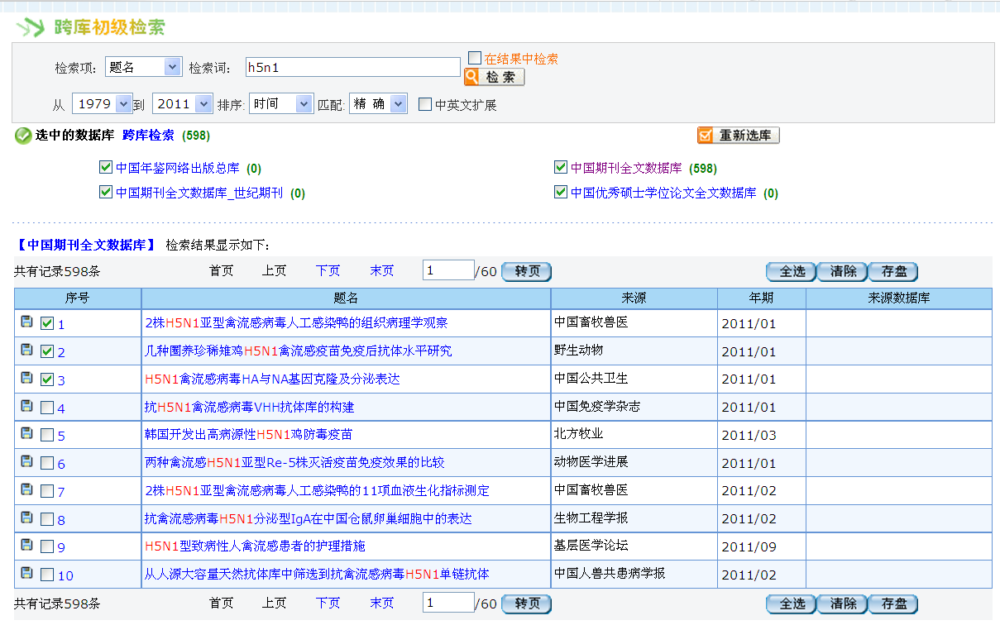 跨库初级检索
检索项: 题名 检索词: h5n1 在结果中检索
检 索
从 1979 到 2011 排序: 时间 匹配: 精 确 中英文扩展
选中的数据库 跨库检索 (598) 重新选库
中国年鉴网络出版总库 (0) 中国期刊全文数据库 (598)
中国期刊全文数据库_世纪期刊 (0) 中国优秀硕士学位论文全文数据库 (0)
【中国期刊全文数据库】 检索结果显示如下:
共有记录598条 首页 上页 下页 末页 1 /60 转页 全选 清除 存盘
序号 题名 来源 年期 来源数据库
1 2株H5N1亚型禽流感病毒人工感染鸭的组织病理学观察 中国畜牧兽医 2011/01
2 几种圈养珍稀雉鸡H5N1禽流感疫苗免疫后抗体水平研究 野生动物 2011/01
3 H5N1禽流感病毒HA与NA基因克隆及分泌表达 中国公共卫生 2011/01
4 抗H5N1禽流感病毒VHH抗体库的构建 中国免疫学杂志 2011/01
5 韩国开发出高病源性H5N1鸡防毒疫苗 北方牧业 2011/03
6 两种禽流感H5N1亚型Re-5株灭活疫苗免疫效果的比较 动物医学进展 2011/01
7 2株H5N1亚型禽流感病毒人工感染鸭的11项血液生化指标测定 中国畜牧兽医 2011/02
8 抗禽流感病毒H5N1分泌型IgA在中国仓鼠卵巢细胞中的表达 生物工程学报 2011/02
9 H5N1型致病性人禽流感患者的护理措施 基层医学论坛 2011/09
10 从人源大容量天然抗体库中筛选到抗禽流感病毒H5N1单链抗体 中国人兽共患病学报 2011/02
共有记录598条 首页 上页 下页 末页 1 /60 转页 全选 清除 存盘